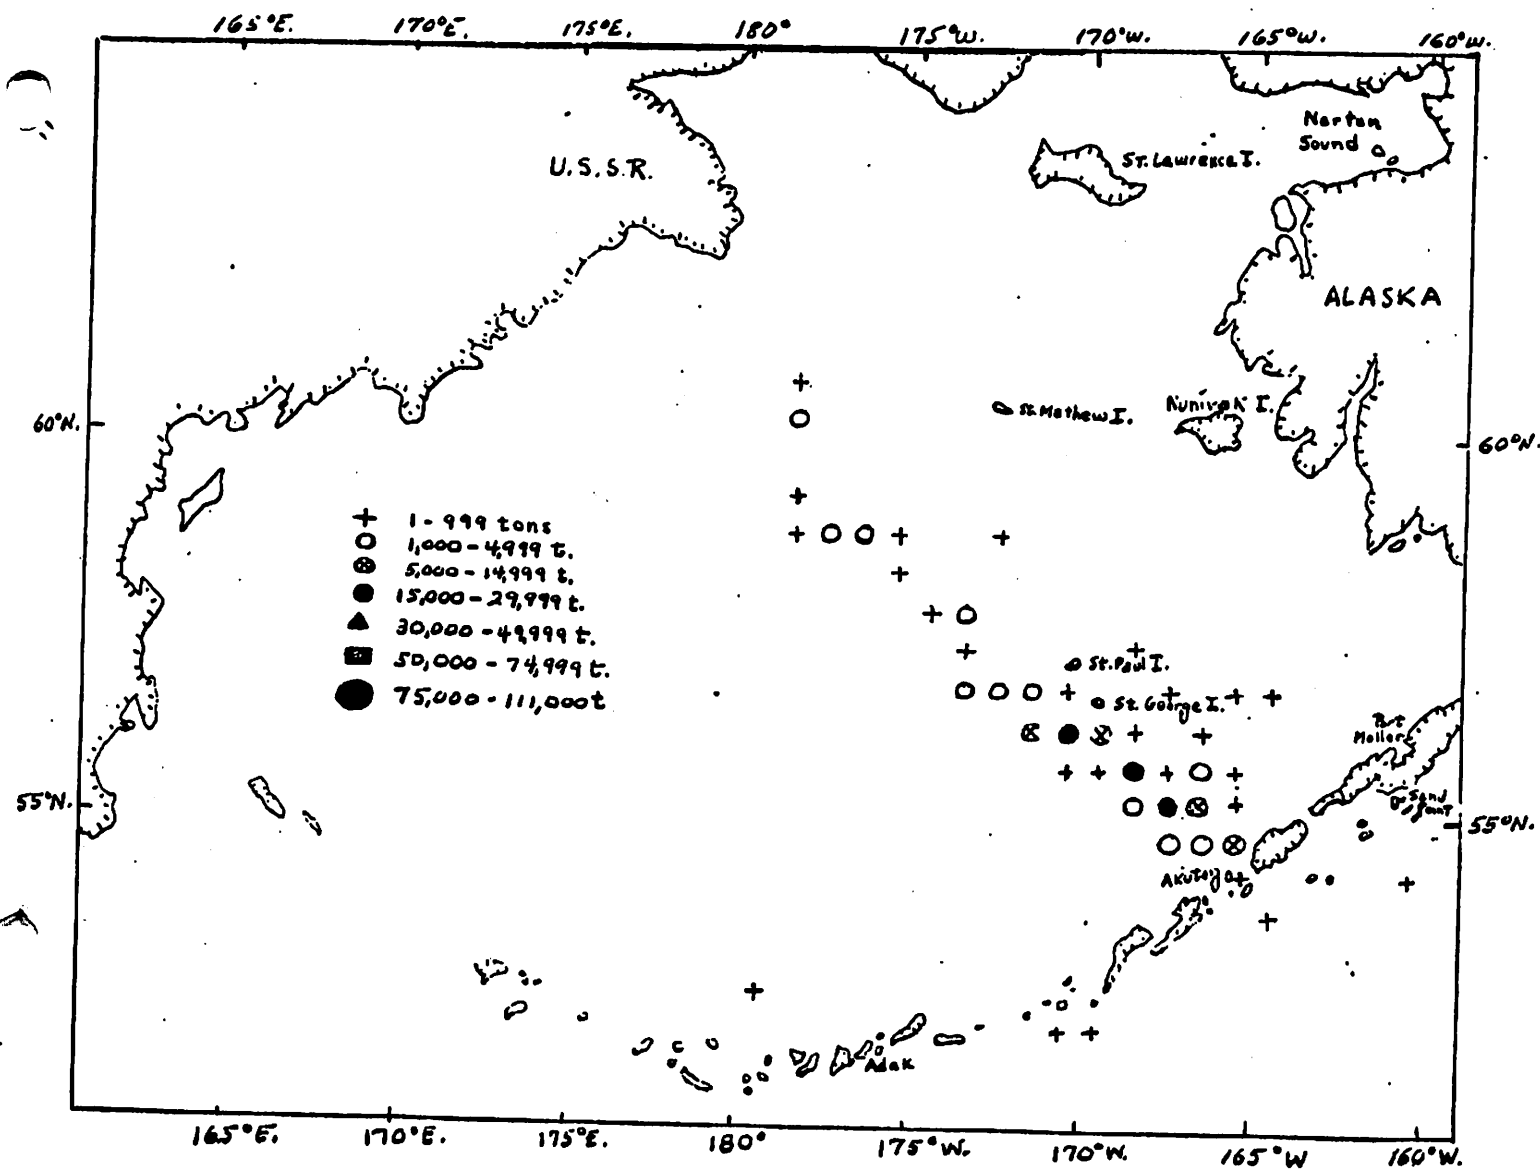 165°E. 170°E. 175°E. 180° 175°W. 170°W. 165°W. 160°W.
Norton
Sound
St. Lawrence I.
U.S.S.R.
ALASKA
St. Mathew I.
Nunivak I.
60°N.
60°N.
+ 1-999 tons
1,000-4,999 t.
5,000-14,999 t.
15,000-29,999 t.
30,000-49,999 t.
50,000-74,999 t.
75,000-111,000t
St. Paul I.
St. George I.
Port
Moller
Sand
Point
55°N.
55°N.
Akutan
Adak
165°E. 170°E. 175°E. 180° 175°W. 170°W. 165°W 160°W.